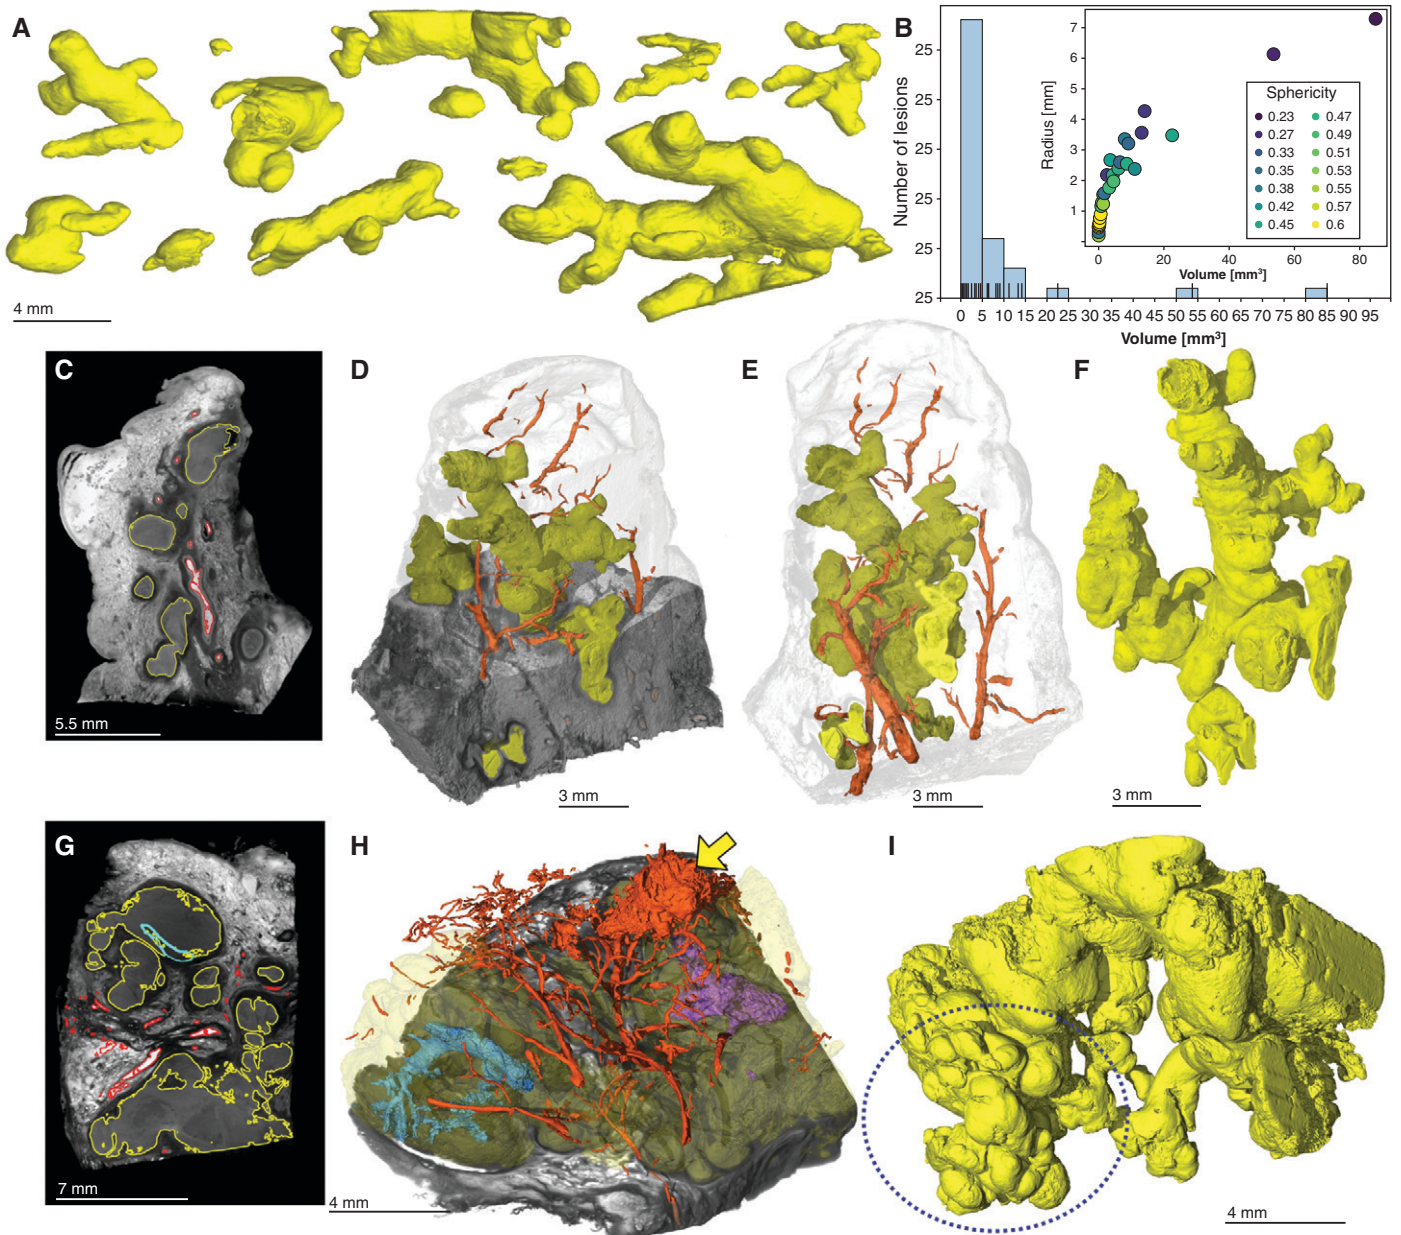 A
4 mm
B
Number of lesions
25
25
25
25
25
25
0 5 10 15 20 25 30 35 40 45 50 55 60 65 70 75 80 85 90 95
Volume [mm³]
Radius [mm]
7
6
5
4
3
2
1
0 20 40 60 80
Volume [mm³]
Sphericity
0.23 0.47
0.27 0.49
0.33 0.51
0.35 0.53
0.38 0.55
0.42 0.57
0.45 0.6
C
5.5 mm
D
3 mm
E
3 mm
F
3 mm
G
7 mm
H
4 mm
I
4 mm